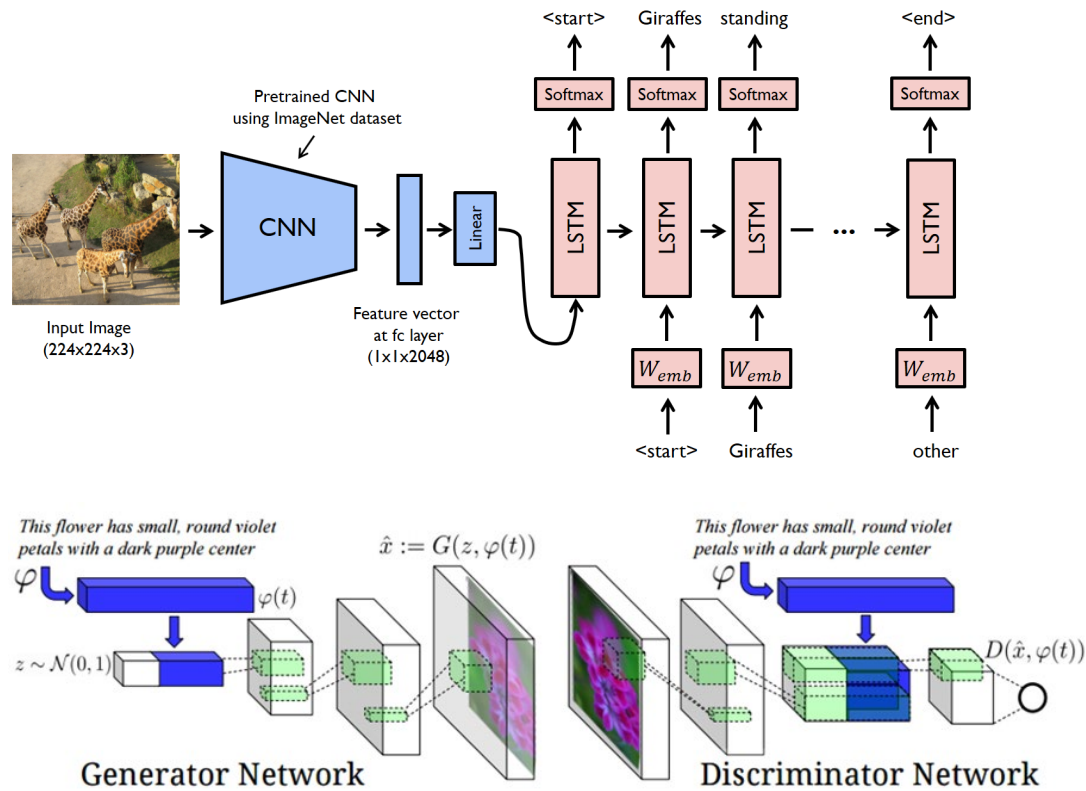 <start> Giraffes standing <end>
Softmax Softmax Softmax Softmax
Pretrained CNN
using ImageNet dataset
CNN
Linear
LSTM LSTM LSTM ... LSTM
Input Image
(224x224x3)
Feature vector
at fc layer
(1x1x2048)
W_emb W_emb W_emb W_emb
<start> Giraffes other
This flower has small, round violet
petals with a dark purple center
φ
φ(t)
z ~ N(0, 1)
x̂ := G(z, φ(t))
Generator Network
This flower has small, round violet
petals with a dark purple center
φ
D(x̂, φ(t))
Discriminator Network